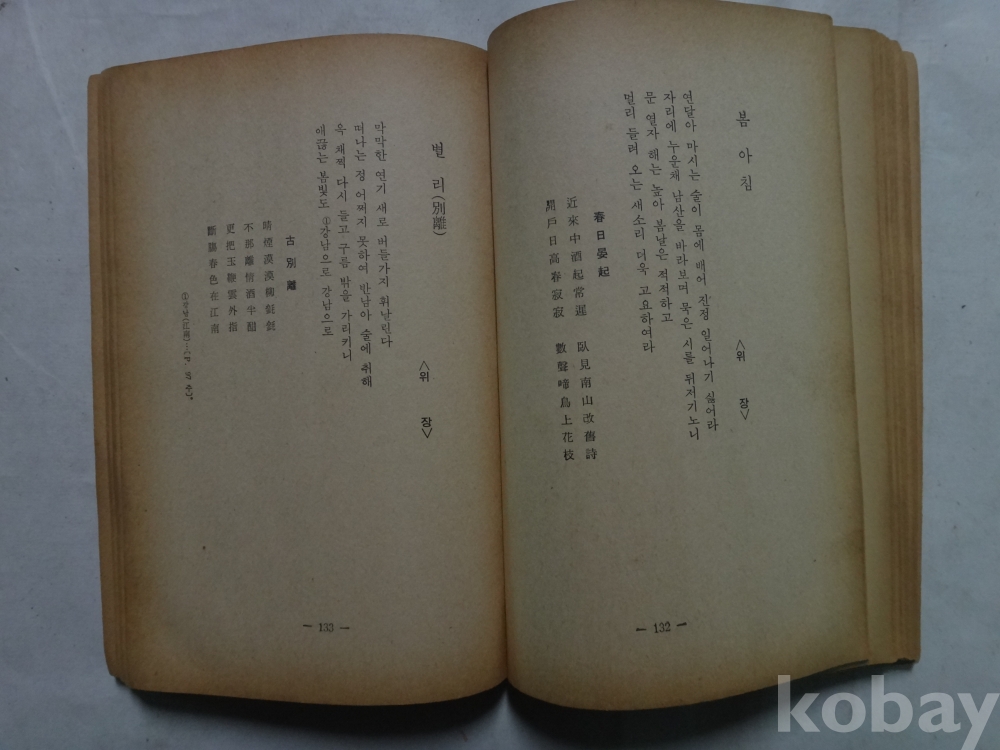 봄 아침
<위 장>
연달아 마시는 술이 몸에 배어 진정 일어나기 싫어라
자리에 누운채 남산을 바라보며 묵은 시를 뒤저기노니
문 열자 해는 높아 봄날은 적적하고
멀리 들려 오는 새소리 더욱 고요하여라
春日晏起
近來中酒起常遲 臥見南山改舊詩
開戶日高春寂寂 數聲啼鳥上花枝
— 132 —
별 리(別離)
<위 장>
막막한 연기 새로 버들가지 휘날린다
떠나는 정 어쩌지 못하여 반남아 술에 취해
옥 채찍 다시 들고 구름 밖을 가리키니
애끊는 봄빛도 ①강남으로 강남으로
古別離
晴煙漠漠柳毿毿
不那離情酒半酣
更把玉鞭雲外指
斷腸春色在江南
①강남(江南)…
— 133 —
kobay